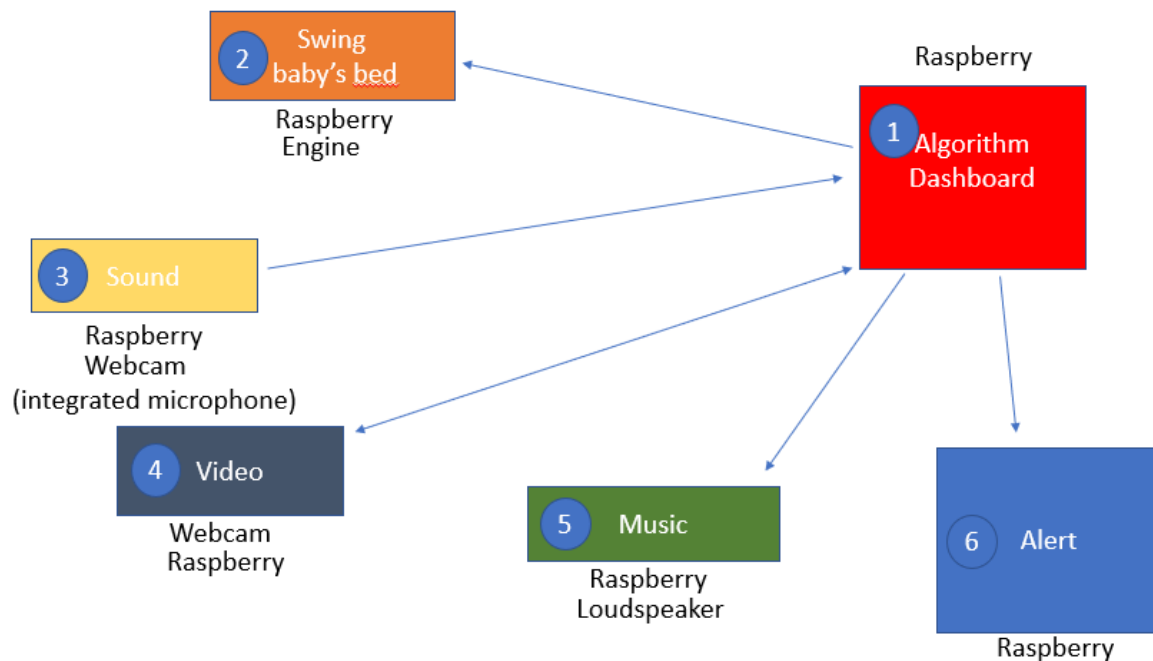 2
Swing
baby's bed
Raspberry
Engine
Raspberry
1
Algorithm
Dashboard
3
Sound
Raspberry
Webcam
(integrated microphone)
4
Video
Webcam
Raspberry
5
Music
Raspberry
Loudspeaker
6
Alert
Raspberry